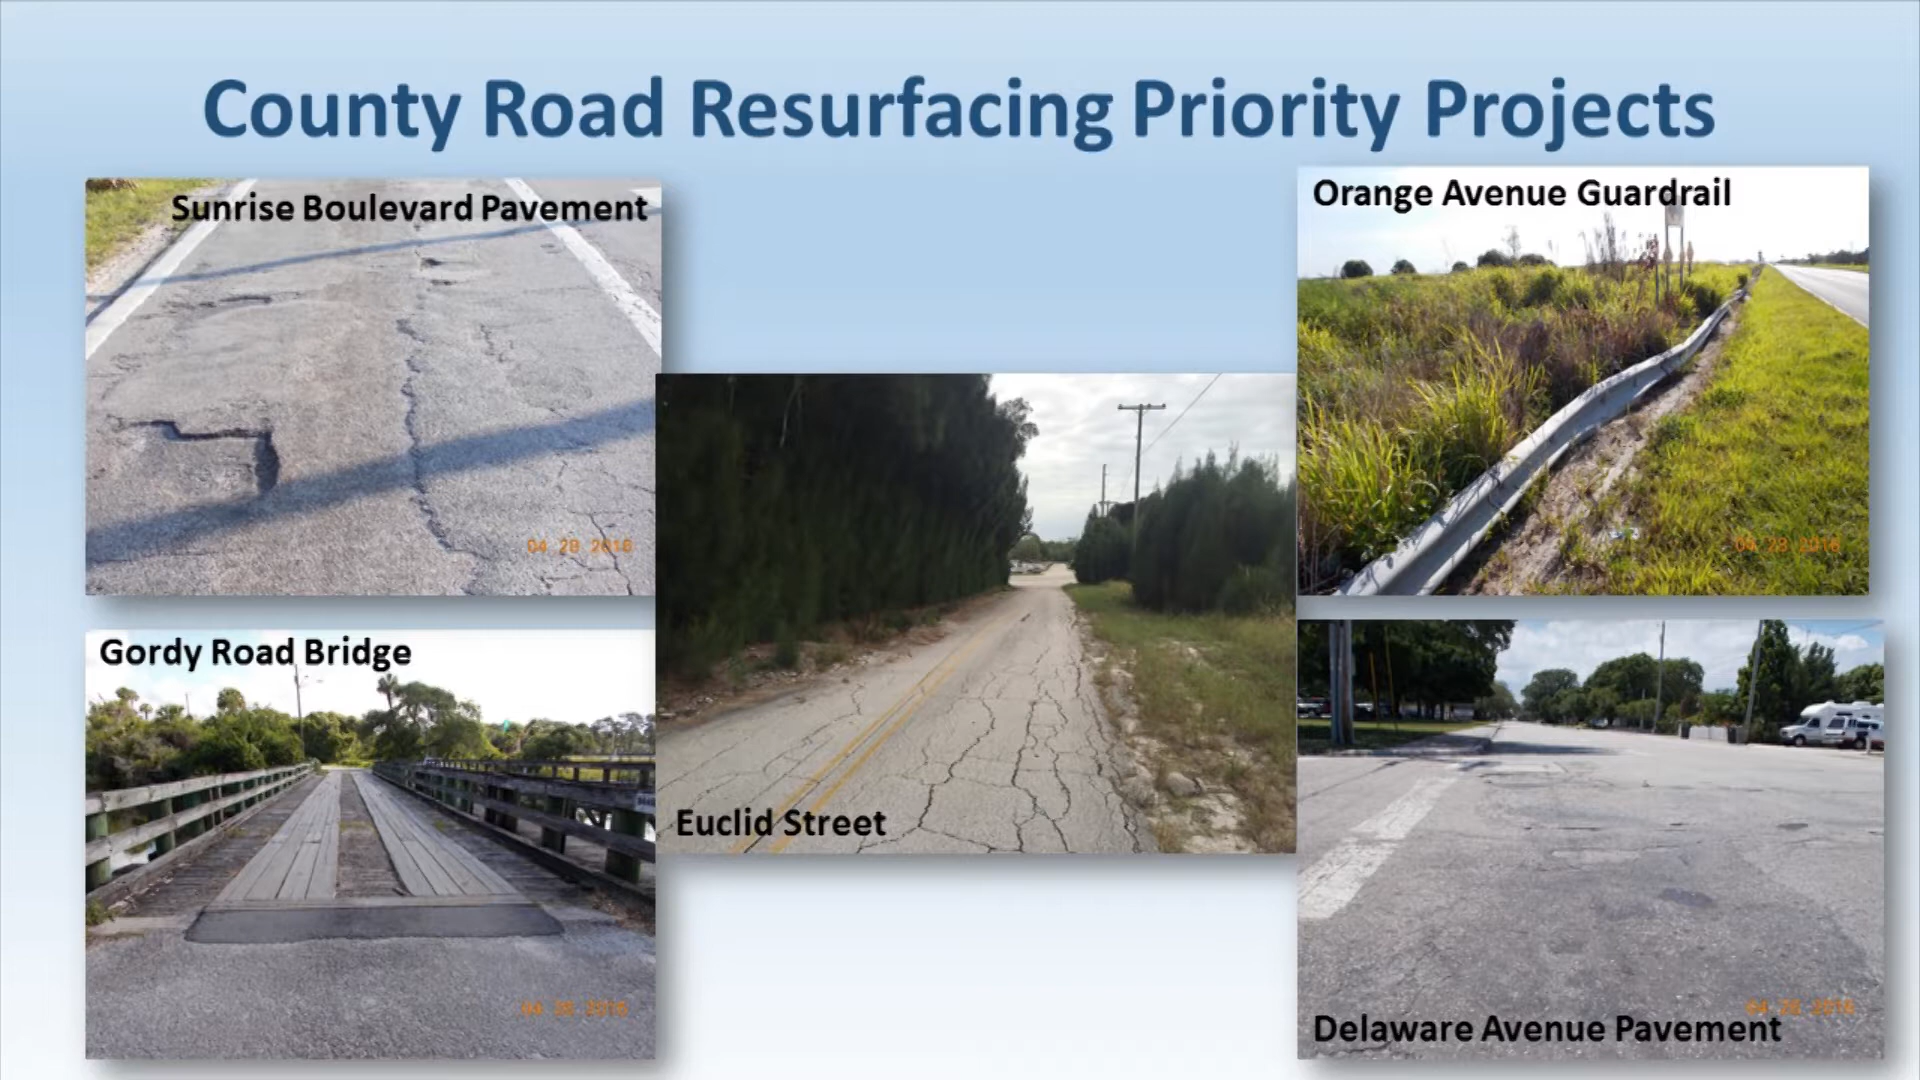 County Road Resurfacing Priority Projects
Sunrise Boulevard Pavement
Orange Avenue Guardrail
Gordy Road Bridge
Euclid Street
Delaware Avenue Pavement